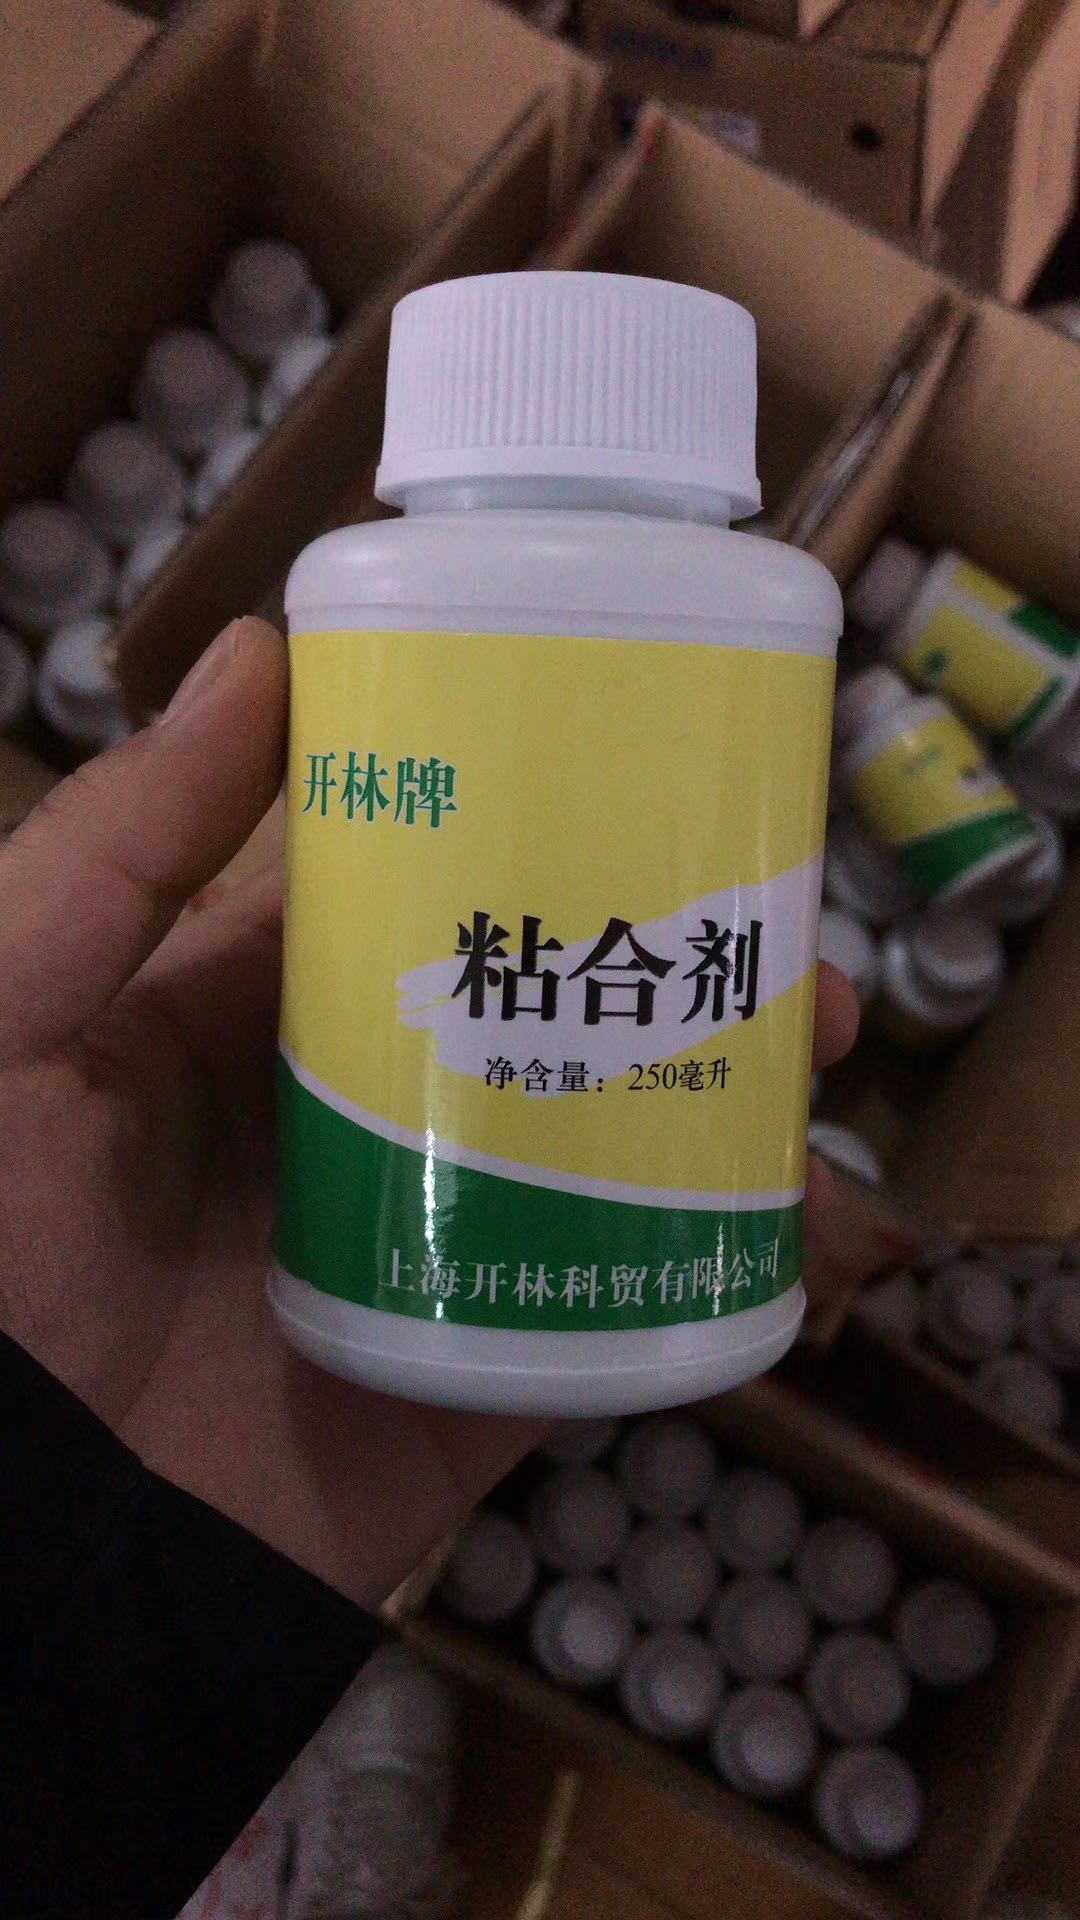 开林牌
粘合剂
净含量：250毫升
上海开林科贸有限公司